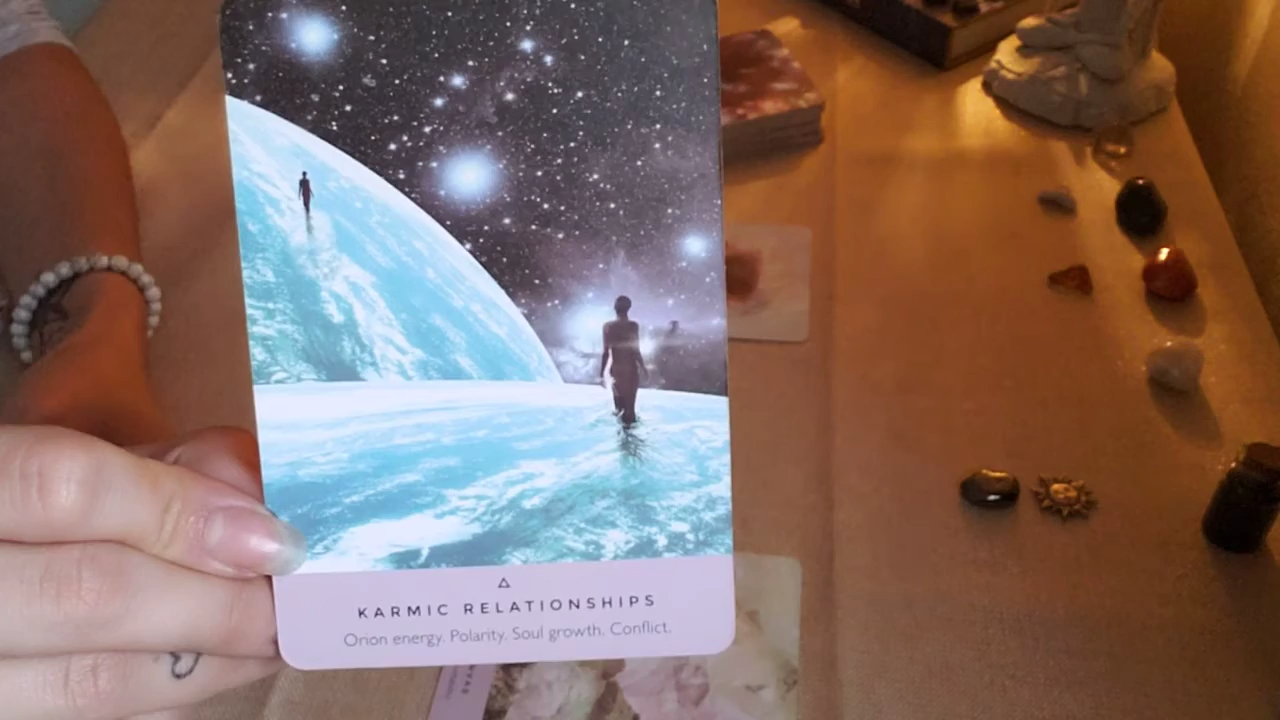 KARMIC RELATIONSHIPS
Orion energy. Polarity. Soul growth. Conflict.